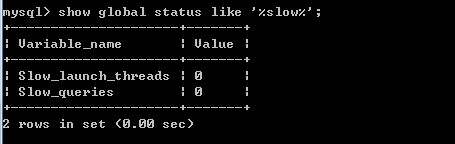 mysql> show global status like '%slow%';
+---------------------+-------+
| Variable_name       | Value |
+---------------------+-------+
| Slow_launch_threads | 0     |
| Slow_queries        | 0     |
+---------------------+-------+
2 rows in set (0.00 sec)